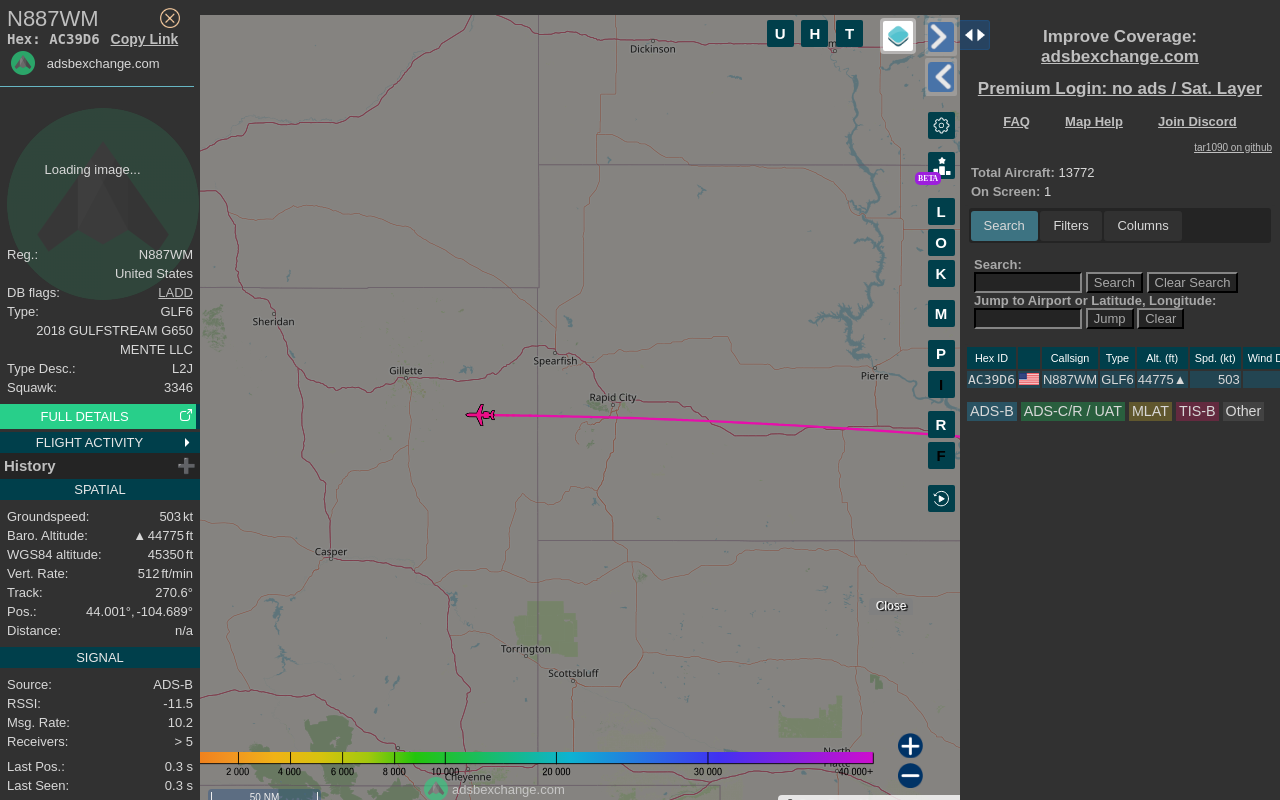 N887WM
Hex: AC39D6 Copy Link
adsbexchange.com
Loading image...
Reg.: N887WM
United States
DB flags: LADD
Type: GLF6
2018 GULFSTREAM G650
MENTE LLC
Type Desc.: L2J
Squawk: 3346
FULL DETAILS
FLIGHT ACTIVITY
History
SPATIAL
Groundspeed: 503 kt
Baro. Altitude: ▲ 44775 ft
WGS84 altitude: 45350 ft
Vert. Rate: 512 ft/min
Track: 270.6°
Pos.: 44.001°, -104.689°
Distance: n/a
SIGNAL
Source: ADS-B
RSSI: -11.5
Msg. Rate: 10.2
Receivers: > 5
Last Pos.: 0.3 s
Last Seen: 0.3 s
Dickinson
Sheridan
Gillette
Spearfish
Rapid City
Pierre
Casper
Torrington
Scottsbluff
Cheyenne
North
Platte
Close
U H T
BETA
L
O
K
M
P
I
R
F
2 000 4 000 6 000 8 000 10 000 20 000 30 000 40 000+
adsbexchange.com
50 NM
Improve Coverage:
adsbexchange.com
Premium Login: no ads / Sat. Layer
FAQ Map Help Join Discord
tar1090 on github
Total Aircraft: 13772
On Screen: 1
Search Filters Columns
Search:
Search Clear Search
Jump to Airport or Latitude, Longitude:
Jump Clear
Hex ID Callsign Type Alt. (ft) Spd. (kt) Wind D
AC39D6 N887WM GLF6 44775▲ 503
ADS-B ADS-C/R / UAT MLAT TIS-B Other